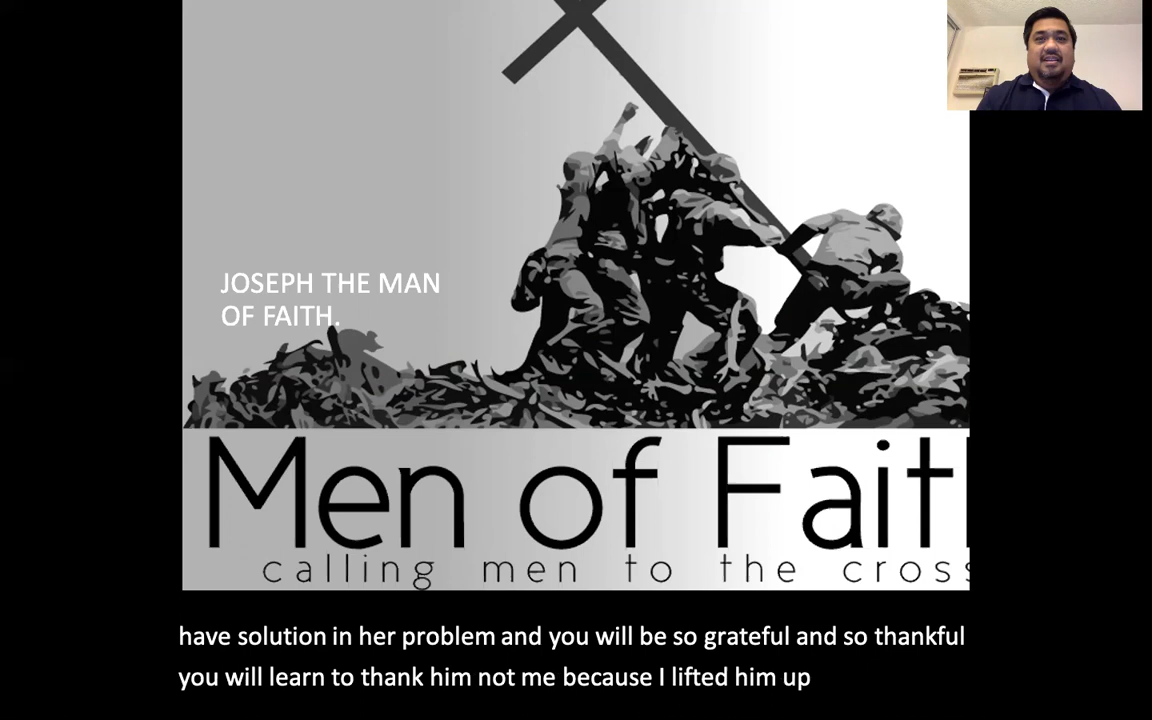 JOSEPH THE MAN
OF FAITH.
Men of Fait
calling men to the cross
have solution in her problem and you will be so grateful and so thankful
you will learn to thank him not me because I lifted him up